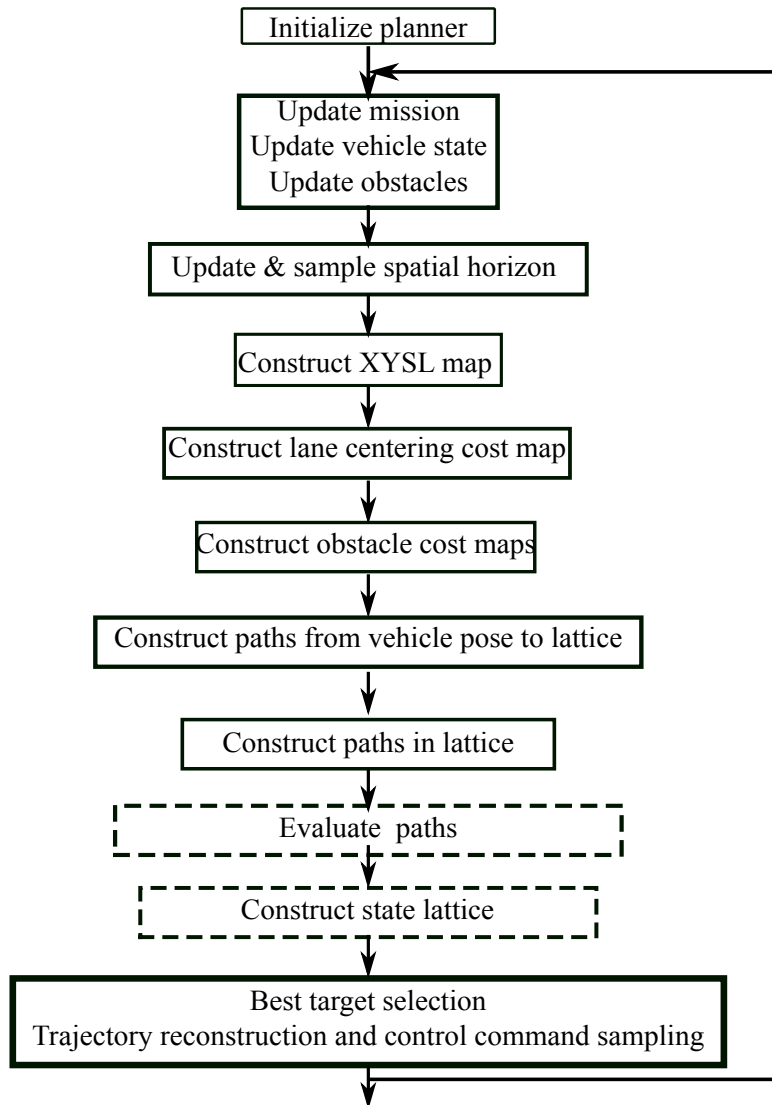 Initialize planner
Update mission
Update vehicle state
Update obstacles
Update & sample spatial horizon
Construct XYSL map
Construct lane centering cost map
Construct obstacle cost maps
Construct paths from vehicle pose to lattice
Construct paths in lattice
Evaluate paths
Construct state lattice
Best target selection
Trajectory reconstruction and control command sampling